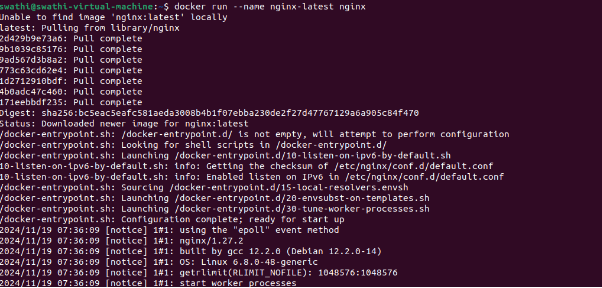 swathi@swathi-virtual-machine:~$ docker run --name nginx-latest nginx
Unable to find image 'nginx:latest' locally
latest: Pulling from library/nginx
2d429b9e73a6: Pull complete
9b1039c85176: Pull complete
9ad567d3b8a2: Pull complete
773c63cd62e4: Pull complete
1d2712910bdf: Pull complete
4b0adc47c460: Pull complete
171eebbdf235: Pull complete
Digest: sha256:bc5eac5eafc581aeda3008b4b1f07ebba230de2f27d47767129a6a905c84f470
Status: Downloaded newer image for nginx:latest
/docker-entrypoint.sh: /docker-entrypoint.d/ is not empty, will attempt to perform configuration
/docker-entrypoint.sh: Looking for shell scripts in /docker-entrypoint.d/
/docker-entrypoint.sh: Launching /docker-entrypoint.d/10-listen-on-ipv6-by-default.sh
10-listen-on-ipv6-by-default.sh: info: Getting the checksum of /etc/nginx/conf.d/default.conf
10-listen-on-ipv6-by-default.sh: info: Enabled listen on IPv6 in /etc/nginx/conf.d/default.conf
/docker-entrypoint.sh: Sourcing /docker-entrypoint.d/15-local-resolvers.envsh
/docker-entrypoint.sh: Launching /docker-entrypoint.d/20-envsubst-on-templates.sh
/docker-entrypoint.sh: Launching /docker-entrypoint.d/30-tune-worker-processes.sh
/docker-entrypoint.sh: Configuration complete; ready for start up
2024/11/19 07:36:09 [notice] 1#1: using the "epoll" event method
2024/11/19 07:36:09 [notice] 1#1: nginx/1.27.2
2024/11/19 07:36:09 [notice] 1#1: built by gcc 12.2.0 (Debian 12.2.0-14)
2024/11/19 07:36:09 [notice] 1#1: OS: Linux 6.8.0-48-generic
2024/11/19 07:36:09 [notice] 1#1: getrlimit(RLIMIT_NOFILE): 1048576:1048576
2024/11/19 07:36:09 [notice] 1#1: start worker processes